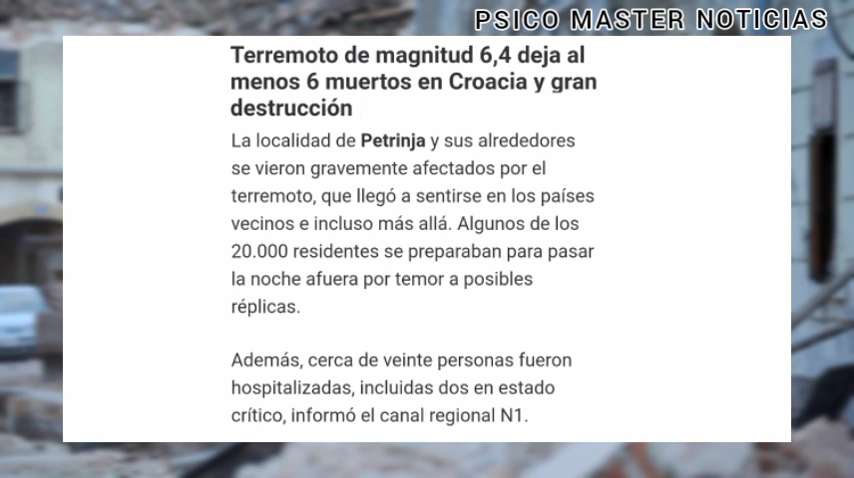 PSICO MASTER NOTICIAS
Terremoto de magnitud 6,4 deja al
menos 6 muertos en Croacia y gran
destrucción
La localidad de Petrinja y sus alrededores
se vieron gravemente afectados por el
terremoto, que llegó a sentirse en los países
vecinos e incluso más allá. Algunos de los
20.000 residentes se preparaban para pasar
la noche afuera por temor a posibles
réplicas.
Además, cerca de veinte personas fueron
hospitalizadas, incluidas dos en estado
crítico, informó el canal regional N1.